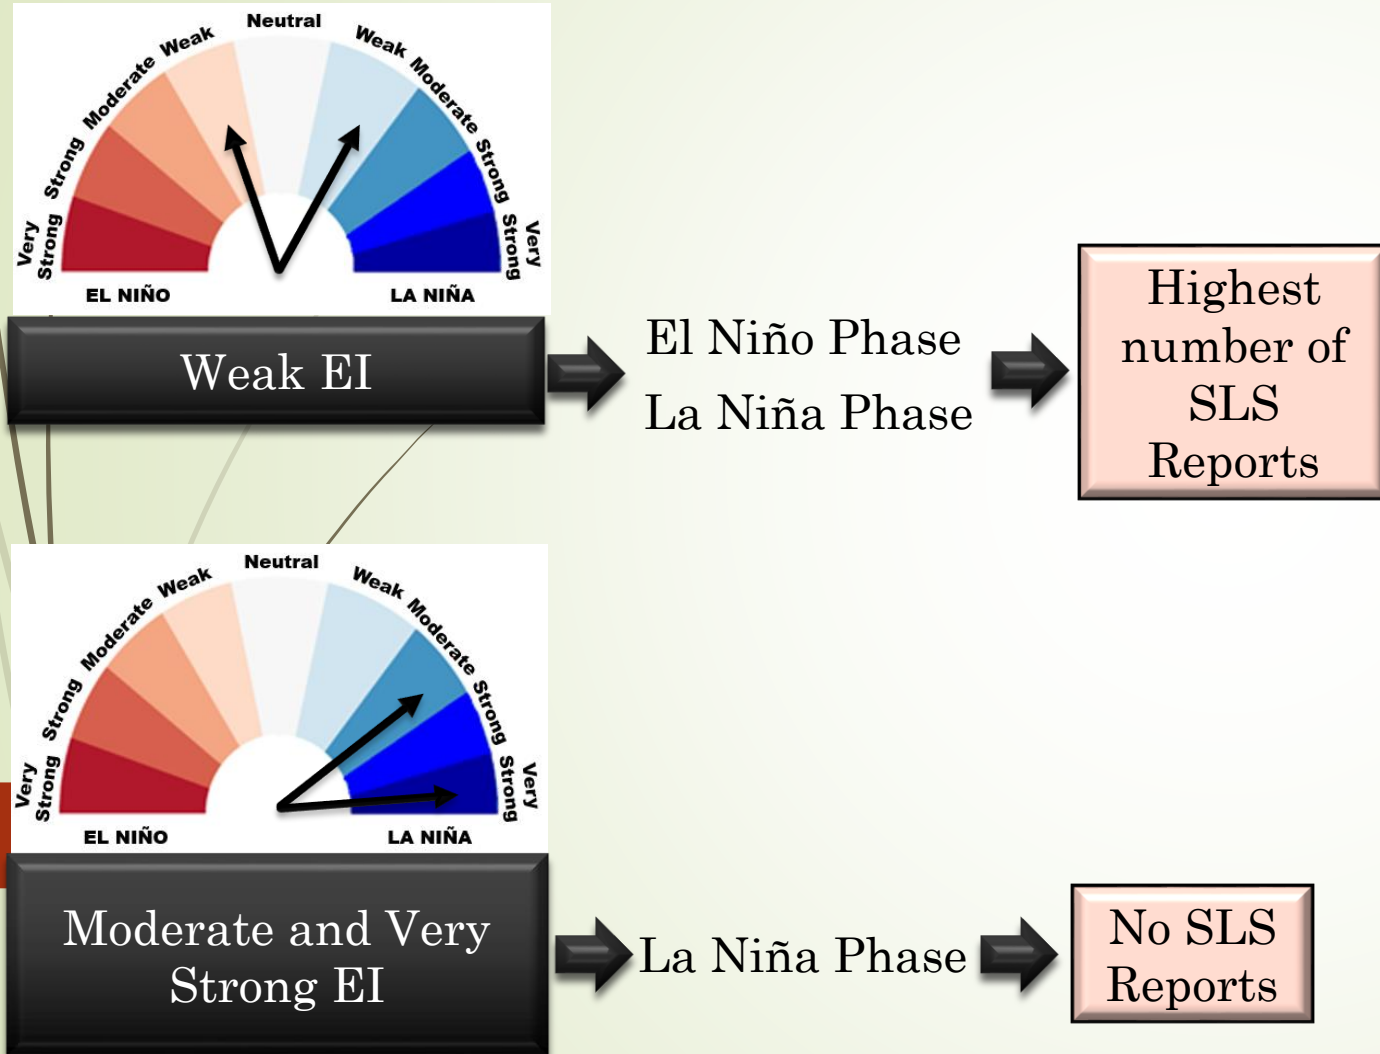 Neutral
Weak
Weak
Moderate
Moderate
Strong
Strong
Very
Strong
Very
Strong
EL NIÑO
LA NIÑA
Weak EI
El Niño Phase
La Niña Phase
Highest
number of
SLS
Reports
Neutral
Weak
Weak
Moderate
Moderate
Strong
Strong
Very
Strong
Very
Strong
EL NIÑO
LA NIÑA
Moderate and Very
Strong EI
La Niña Phase
No SLS
Reports